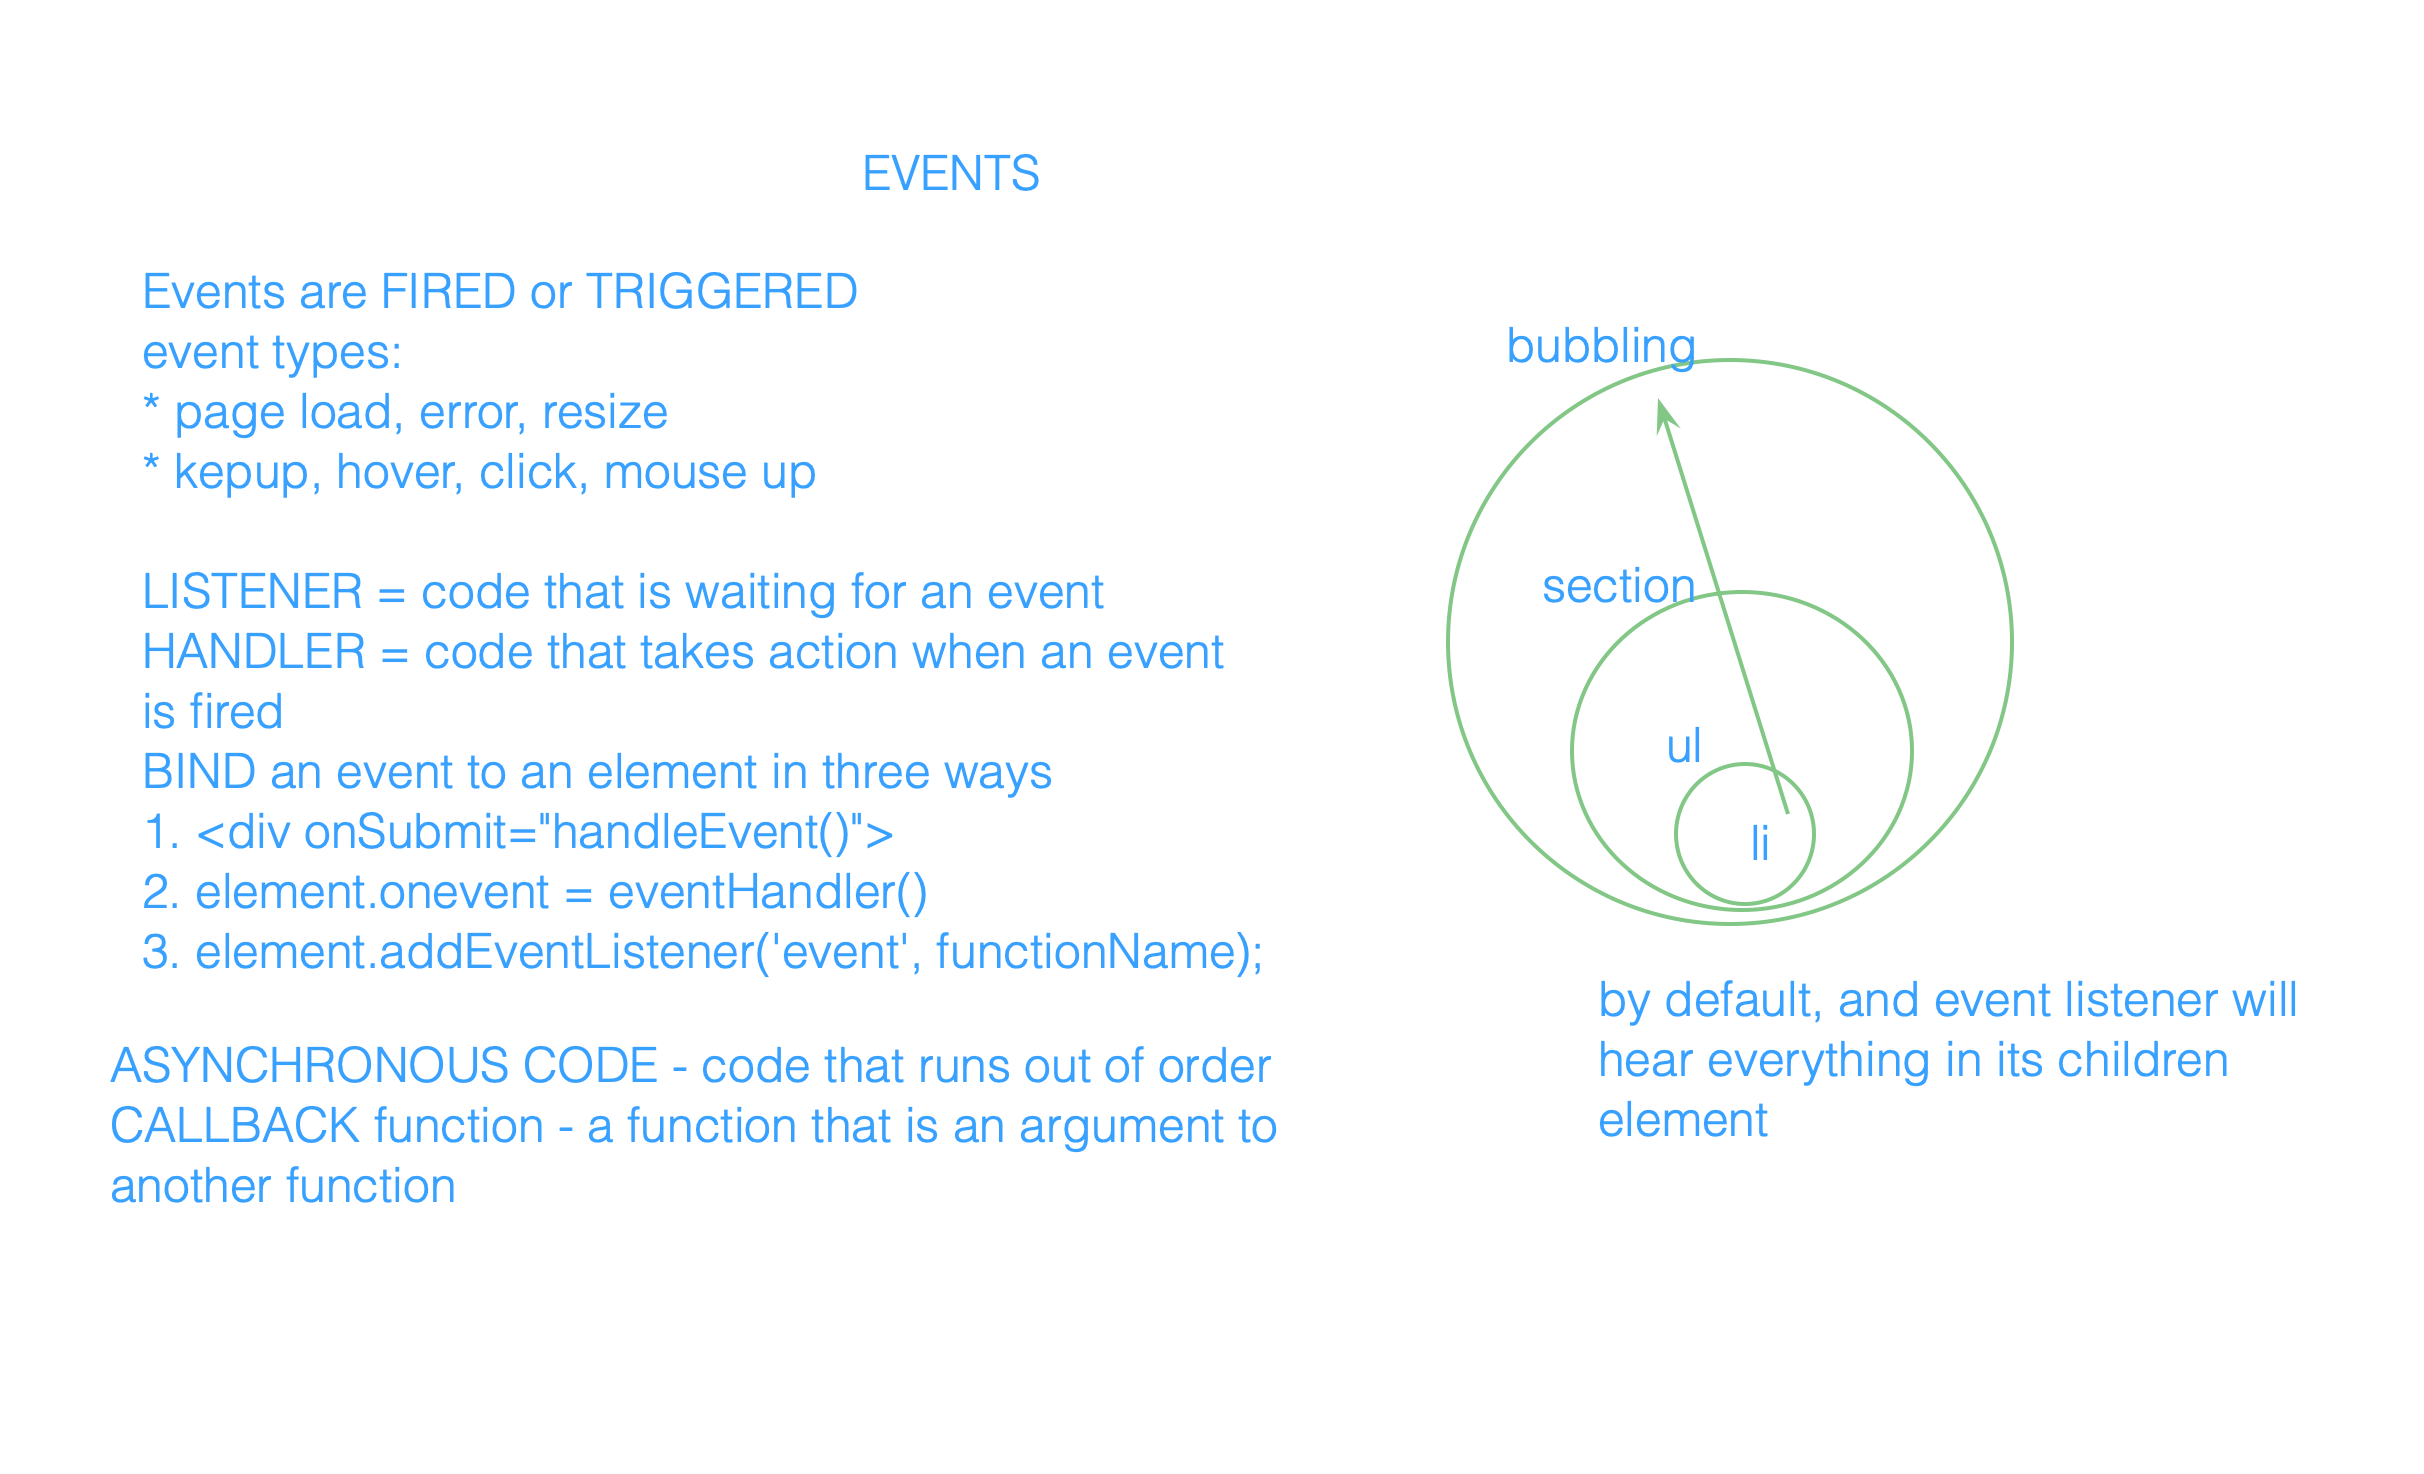 EVENTS
Events are FIRED or TRIGGERED
event types:
* page load, error, resize
* kepup, hover, click, mouse up
LISTENER = code that is waiting for an event
HANDLER = code that takes action when an event
is fired
BIND an event to an element in three ways
1. <div onSubmit="handleEvent()">
2. element.onevent = eventHandler()
3. element.addEventListener('event', functionName);
ASYNCHRONOUS CODE - code that runs out of order
CALLBACK function - a function that is an argument to
another function
bubbling
section
ul
li
by default, and event listener will
hear everything in its children
element